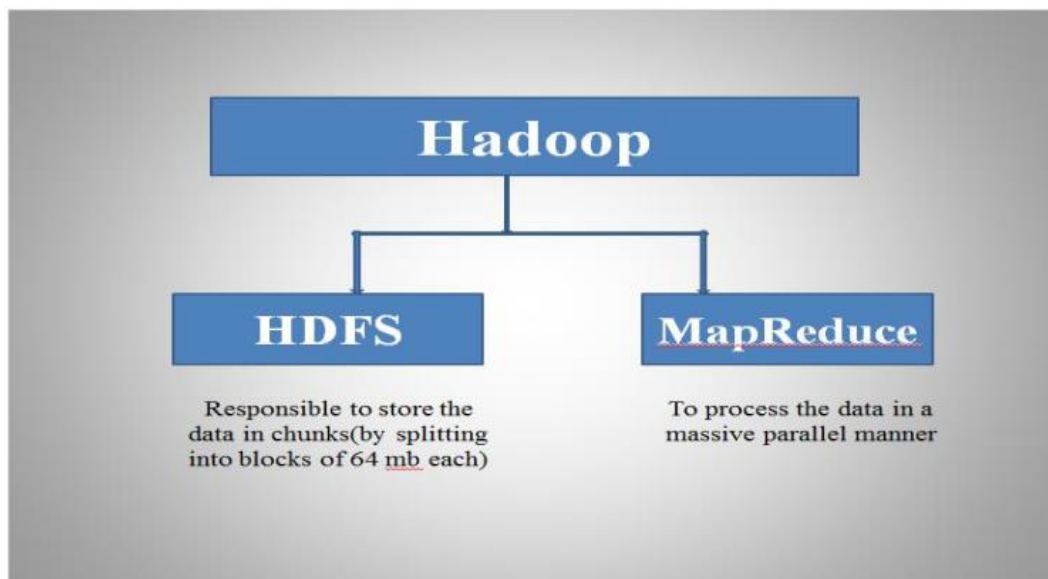 Hadoop
HDFS
MapReduce
Responsible to store the
data in chunks(by splitting
into blocks of 64 mb each)
To process the data in a
massive parallel manner